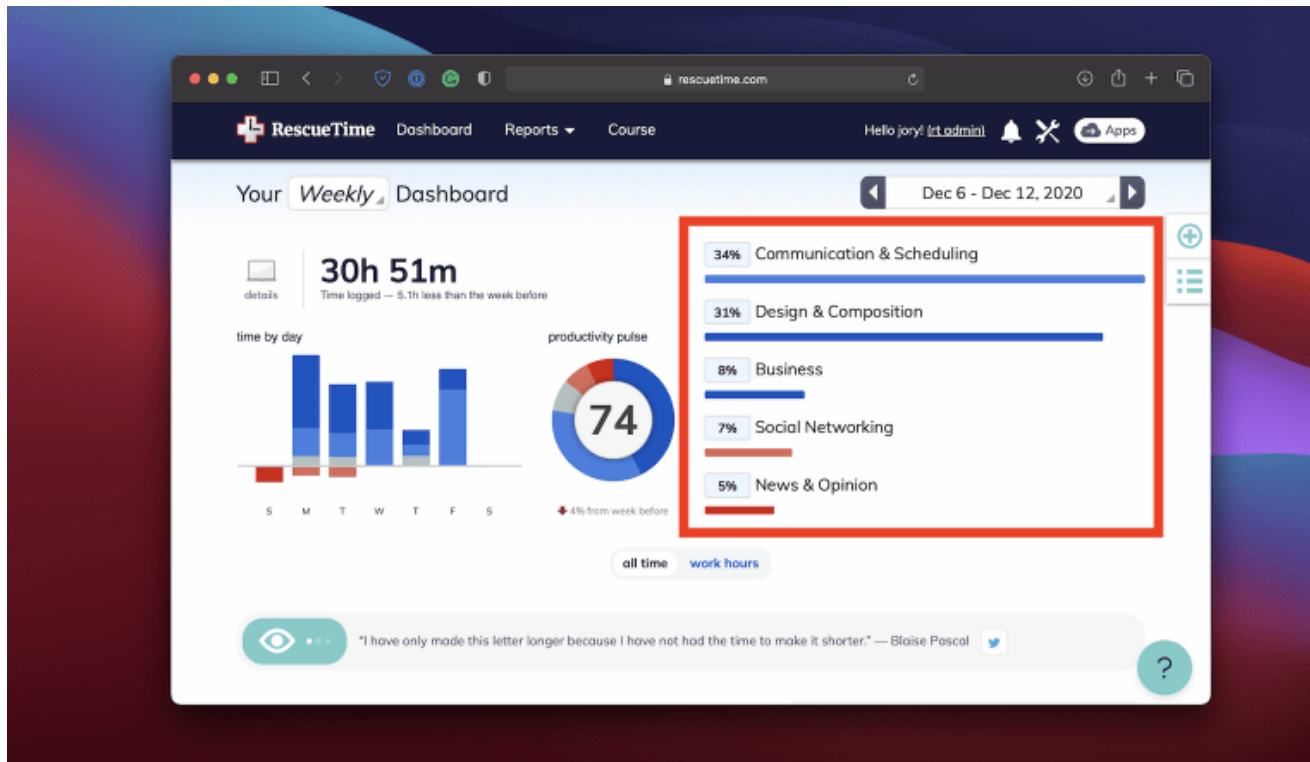 rescuetime.com
RescueTime Dashboard Reports Course Hello jory! (rt admin) Apps
Your Weekly Dashboard Dec 6 - Dec 12, 2020
34% Communication & Scheduling
31% Design & Composition
8% Business
7% Social Networking
5% News & Opinion
details
30h 51m
Time logged — 5.1h less than the week before
time by day
S M T W T F S
productivity pulse
74
4% from week before
all time work hours
"I have only made this letter longer because I have not had the time to make it shorter." — Blaise Pascal
?